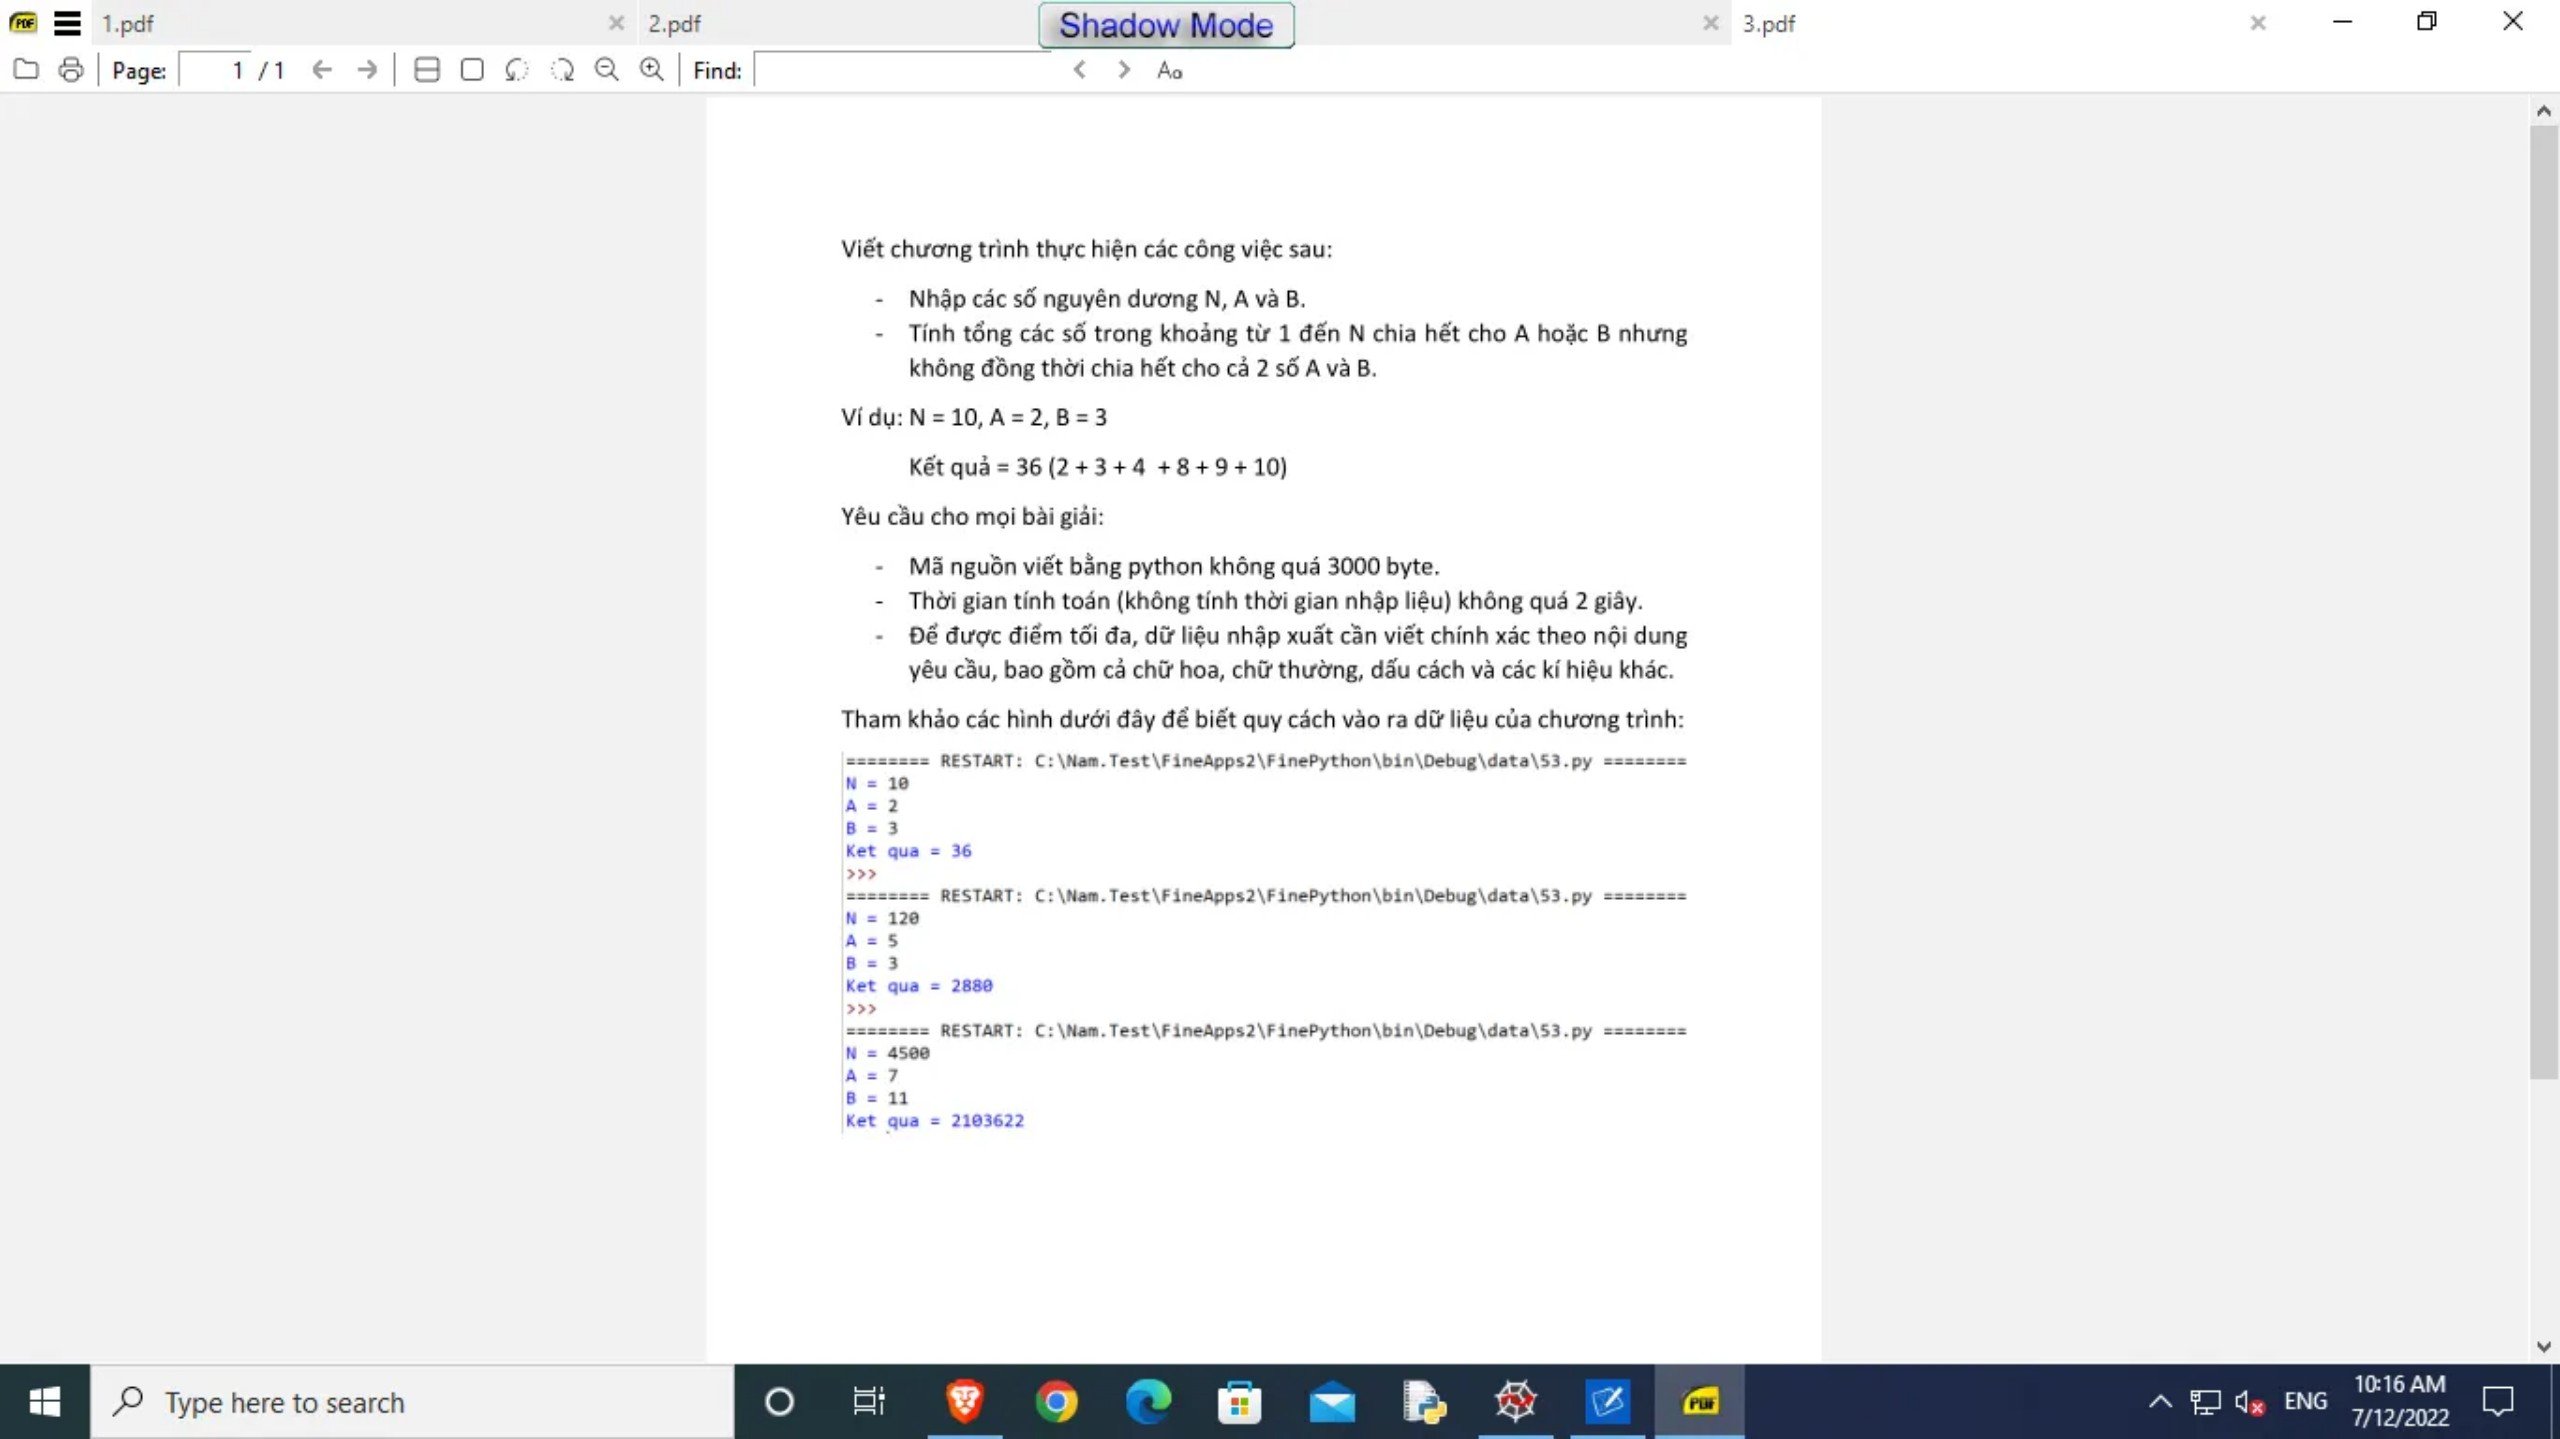 1.pdf
2.pdf
Shadow Mode
3.pdf
Page: 1 / 1
Find:
Viết chương trình thực hiện các công việc sau:
- Nhập các số nguyên dương N, A và B.
- Tính tổng các số trong khoảng từ 1 đến N chia hết cho A hoặc B nhưng
không đồng thời chia hết cho cả 2 số A và B.
Ví dụ: N = 10, A = 2, B = 3
Kết quả = 36 (2 + 3 + 4 + 8 + 9 + 10)
Yêu cầu cho mọi bài giải:
- Mã nguồn viết bằng python không quá 3000 byte.
- Thời gian tính toán (không tính thời gian nhập liệu) không quá 2 giây.
- Để được điểm tối đa, dữ liệu nhập xuất cần viết chính xác theo nội dung
yêu cầu, bao gồm cả chữ hoa, chữ thường, dấu cách và các kí hiệu khác.
Tham khảo các hình dưới đây để biết quy cách vào ra dữ liệu của chương trình:
======== RESTART: C:\Nam.Test\FineApps2\FinePython\bin\Debug\data\53.py ========
N = 10
A = 2
B = 3
Ket qua = 36
>>>
======== RESTART: C:\Nam.Test\FineApps2\FinePython\bin\Debug\data\53.py ========
N = 120
A = 5
B = 3
Ket qua = 2880
>>>
======== RESTART: C:\Nam.Test\FineApps2\FinePython\bin\Debug\data\53.py ========
N = 4500
A = 7
B = 11
Ket qua = 2103622
Type here to search
PDF
ENG
10:16 AM
7/12/2022